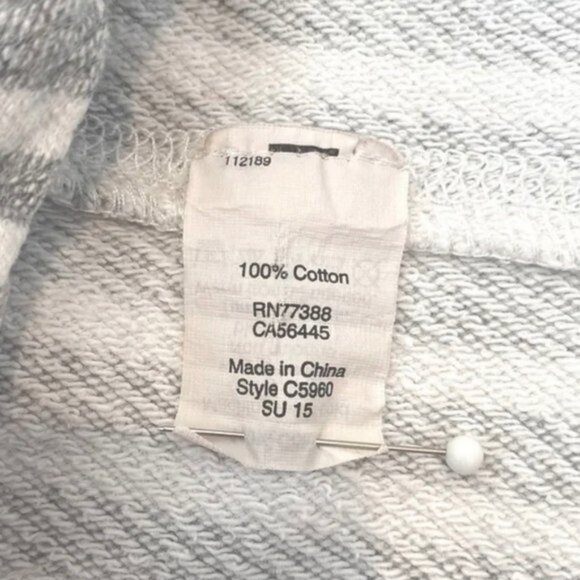 112189
100% Cotton
RN77388
CA56445
Made in China
Style C5960
SU 15